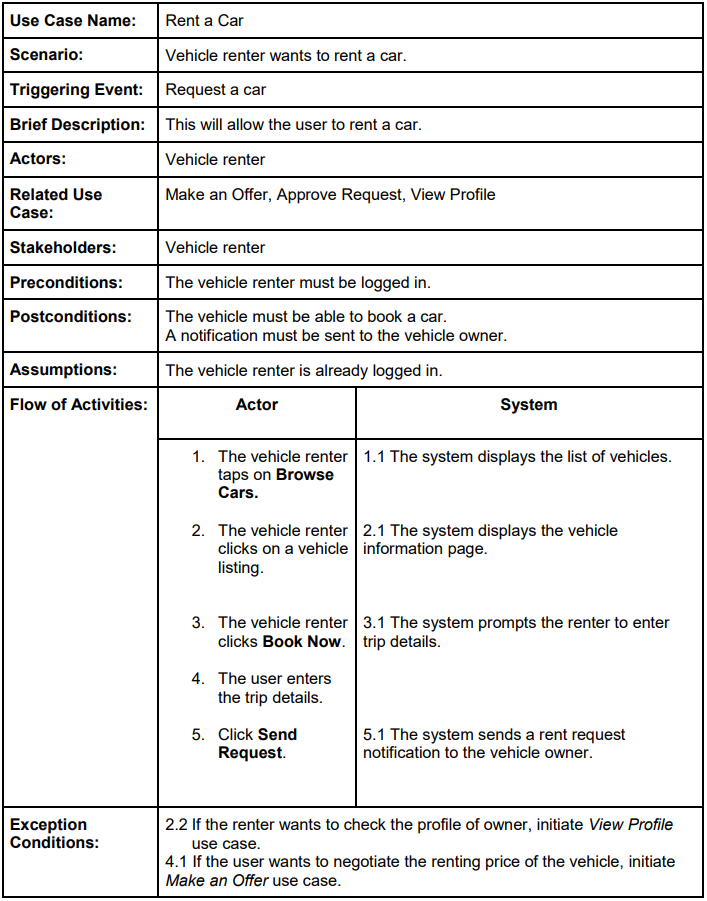 Use Case Name: Rent a Car
Scenario: Vehicle renter wants to rent a car.
Triggering Event: Request a car
Brief Description: This will allow the user to rent a car.
Actors: Vehicle renter
Related Use
Case:
Make an Offer, Approve Request, View Profile
Stakeholders: Vehicle renter
Preconditions: The vehicle renter must be logged in.
Postconditions: The vehicle must be able to book a car.
A notification must be sent to the vehicle owner.
Assumptions: The vehicle renter is already logged in.
Flow of Activities: Actor System
1. The vehicle renter
taps on Browse
Cars.
1.1 The system displays the list of vehicles.
2. The vehicle renter
clicks on a vehicle
listing.
2.1 The system displays the vehicle
information page.
3. The vehicle renter
clicks Book Now.
3.1 The system prompts the renter to enter
trip details.
4. The user enters
the trip details.
5. Click Send
Request.
5.1 The system sends a rent request
notification to the vehicle owner.
Exception
Conditions:
2.2 If the renter wants to check the profile of owner, initiate View Profile
use case.
4.1 If the user wants to negotiate the renting price of the vehicle, initiate
Make an Offer use case.